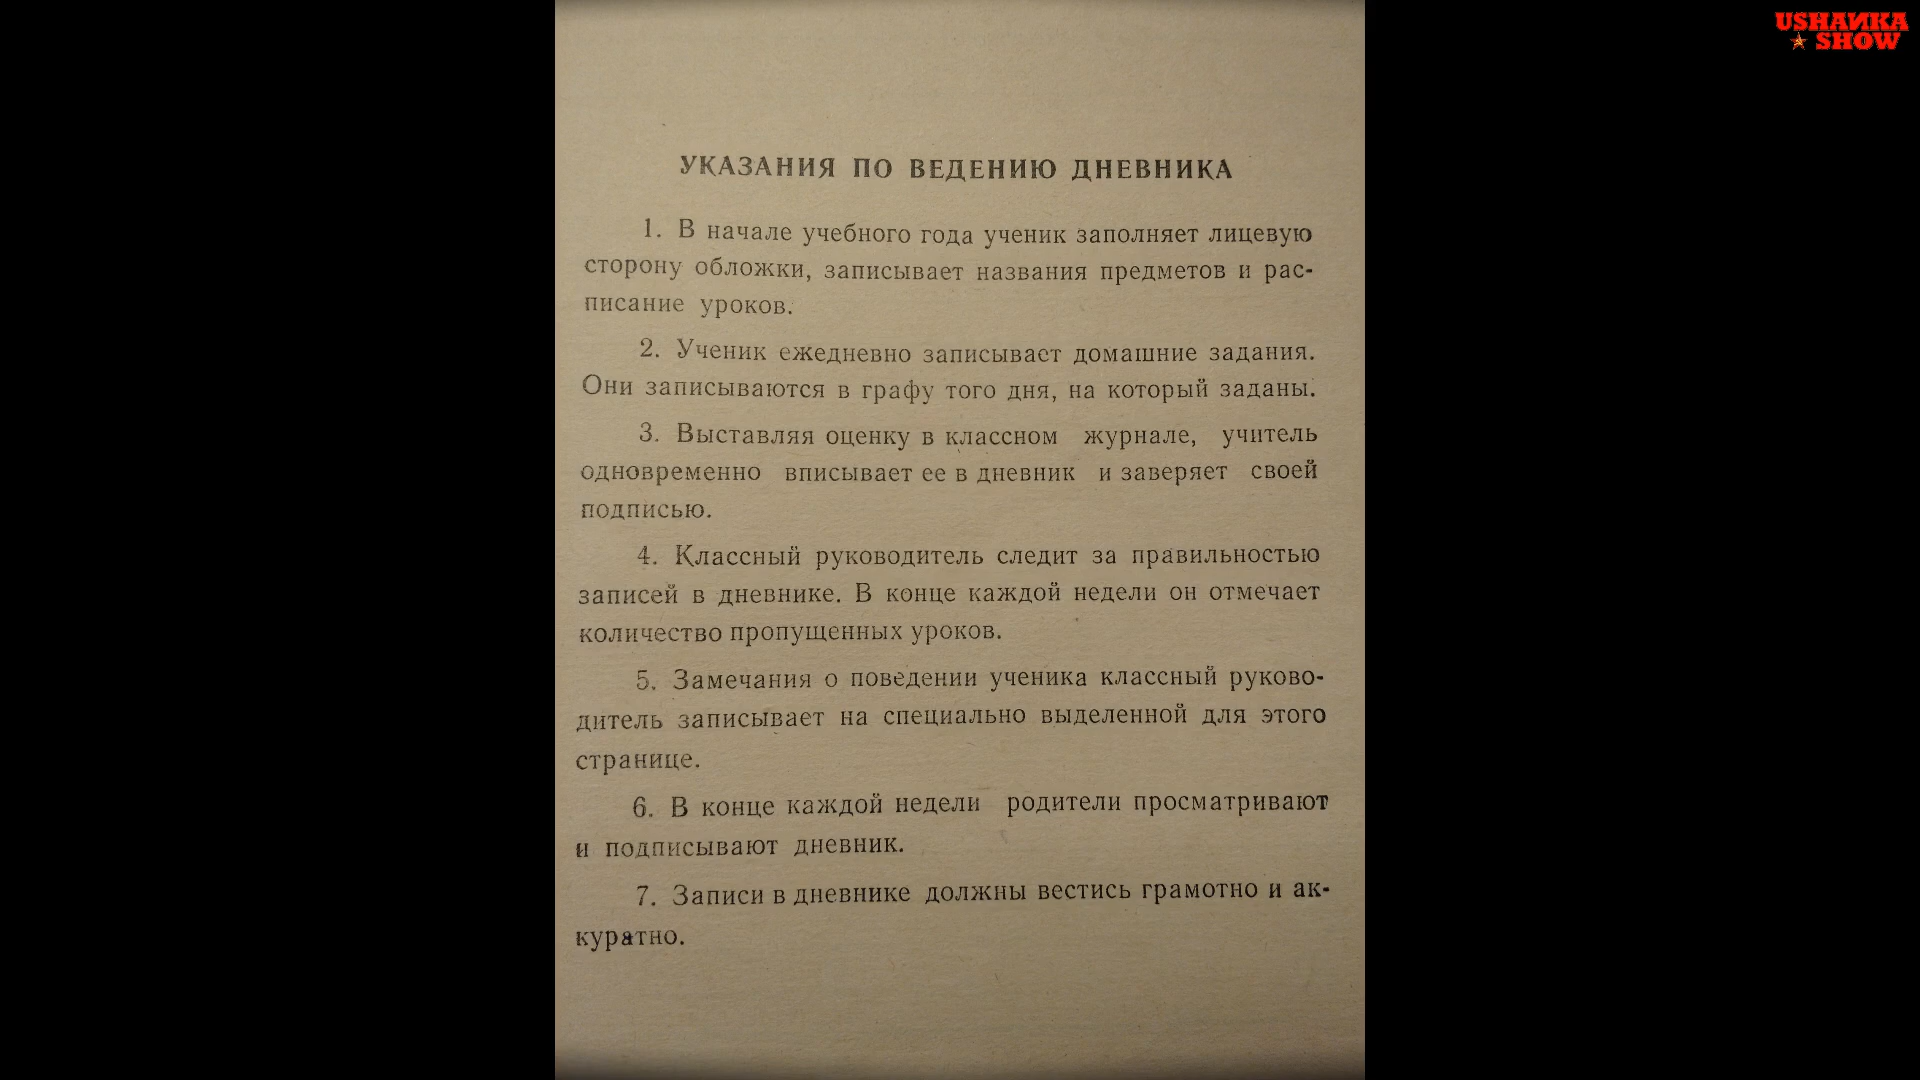 USHANKA
SHOW
УКАЗАНИЯ ПО ВЕДЕНИЮ ДНЕВНИКА
1. В начале учебного года ученик заполняет лицевую
сторону обложки, записывает названия предметов и рас-
писание уроков.
2. Ученик ежедневно записывает домашние задания.
Они записываются в графу того дня, на который заданы.
3. Выставляя оценку в классном журнале, учитель
одновременно вписывает ее в дневник и заверяет своей
подписью.
4. Классный руководитель следит за правильностью
записей в дневнике. В конце каждой недели он отмечает
количество пропущенных уроков.
5. Замечания о поведении ученика классный руково-
дитель записывает на специально выделенной для этого
странице.
6. В конце каждой недели родители просматривают
и подписывают дневник.
7. Записи в дневнике должны вестись грамотно и ак-
куратно.